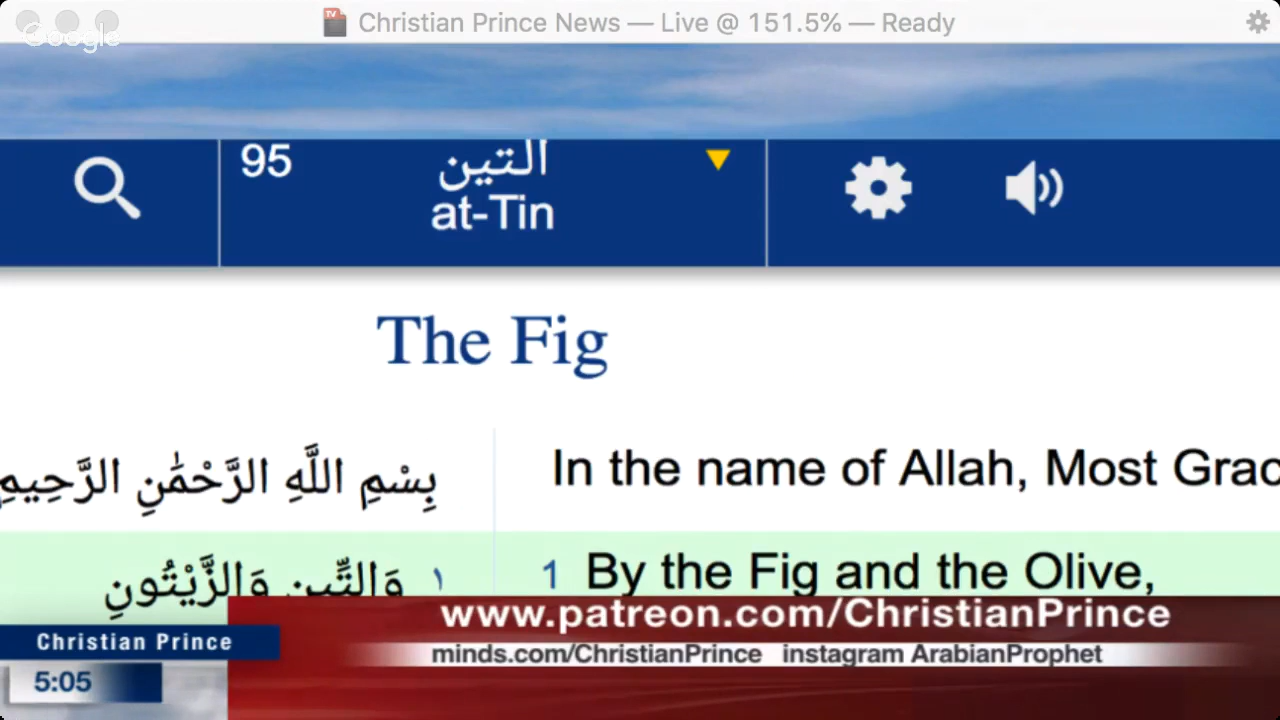 Christian Prince News — Live @ 151.5% — Ready
Google
95
التين
at-Tin
The Fig
بِسْمِ اللَّهِ الرَّحْمَٰنِ الرَّحِيمِ
In the name of Allah, Most Grac
١ وَالتِّينِ وَالزَّيْتُونِ
1 By the Fig and the Olive,
www.patreon.com/ChristianPrince
Christian Prince
minds.com/ChristianPrince instagram ArabianProphet
5:05